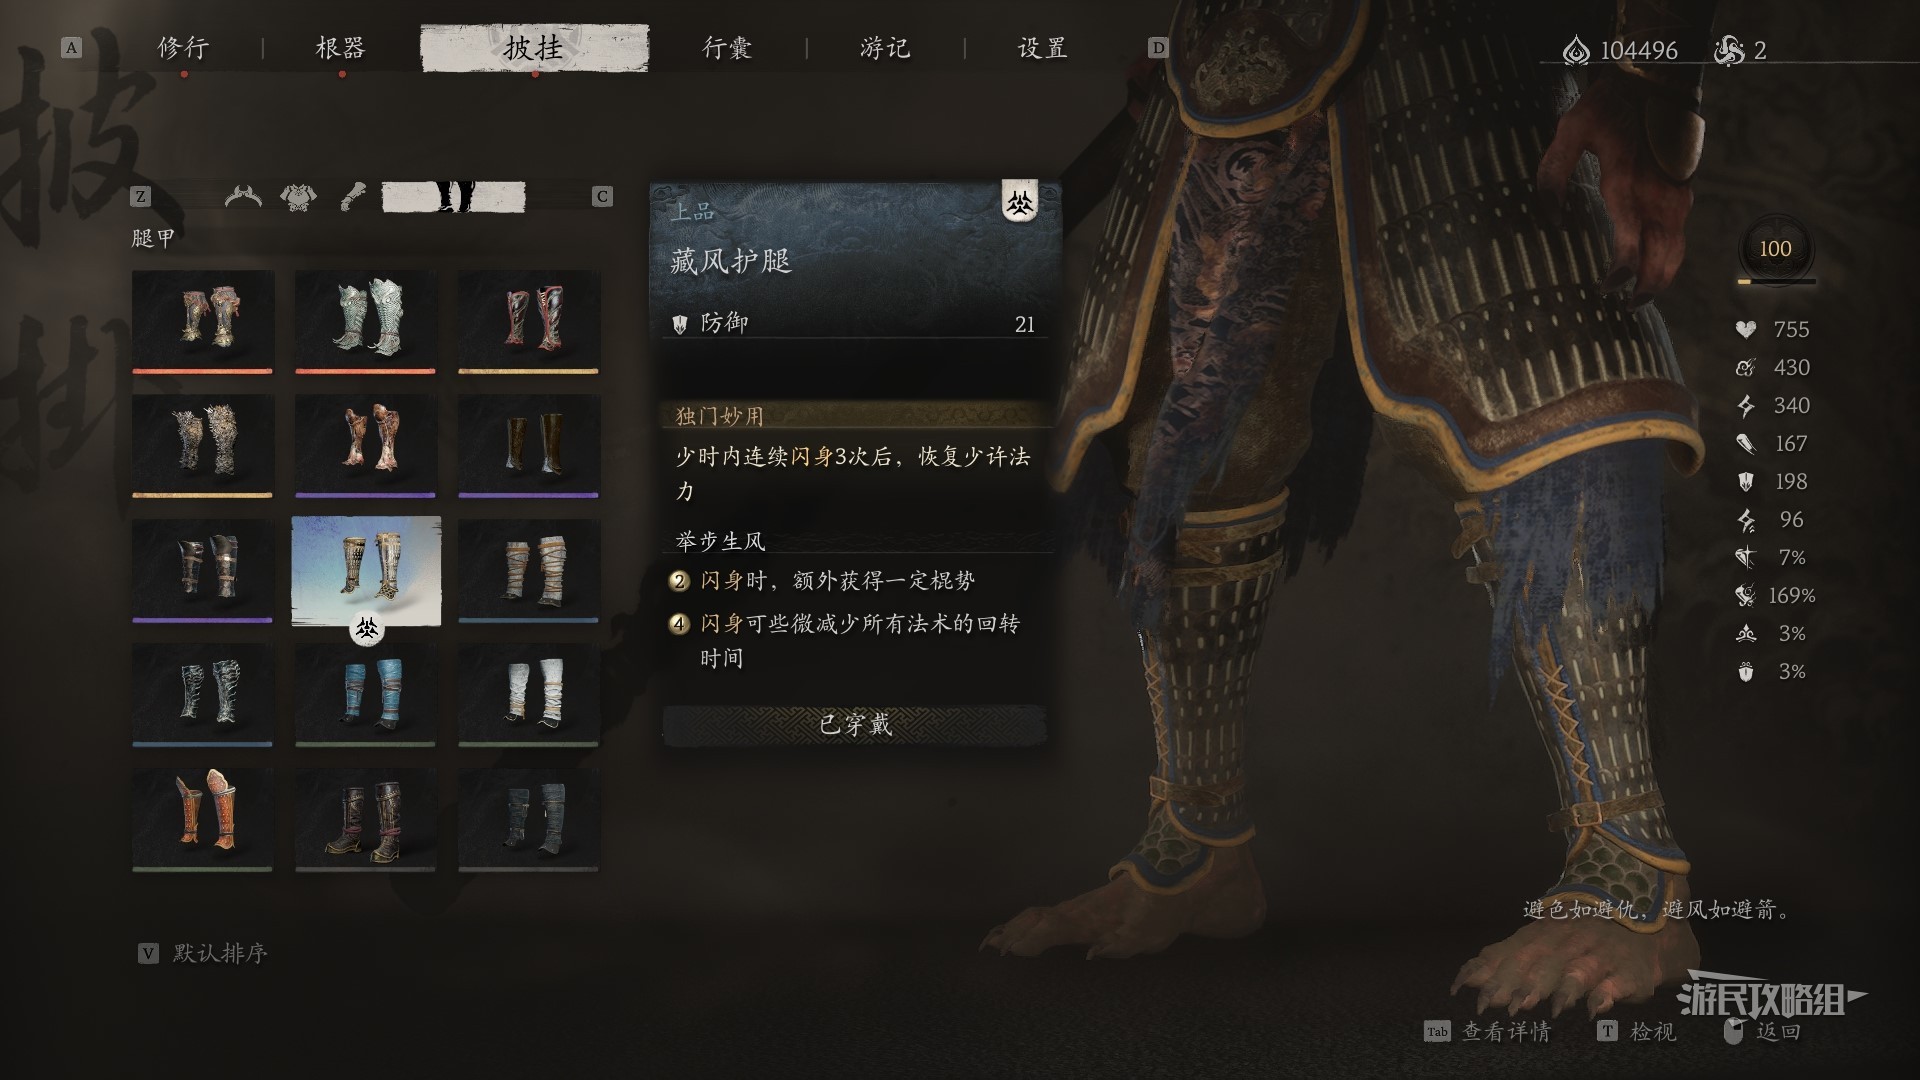 A 修行 根器 披挂 行囊 游记 设置 D 104496 2
披挂
Z C
腿甲
上品
藏风护腿
防御 21
独门妙用
少时内连续闪身3次后，恢复少许法
力
举步生风
2 闪身时，额外获得一定棍势
4 闪身可些微减少所有法术的回转
时间
已穿戴
100
755
430
340
167
198
96
7%
169%
3%
3%
避色如避仇，避风如避箭。
V 默认排序
游民攻略组
Tab 查看详情 T 检视 返回